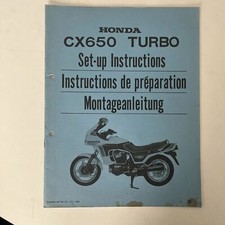 HONDA
CX650 TURBO
Set-up Instructions
Instructions de préparation
Montageanleitung